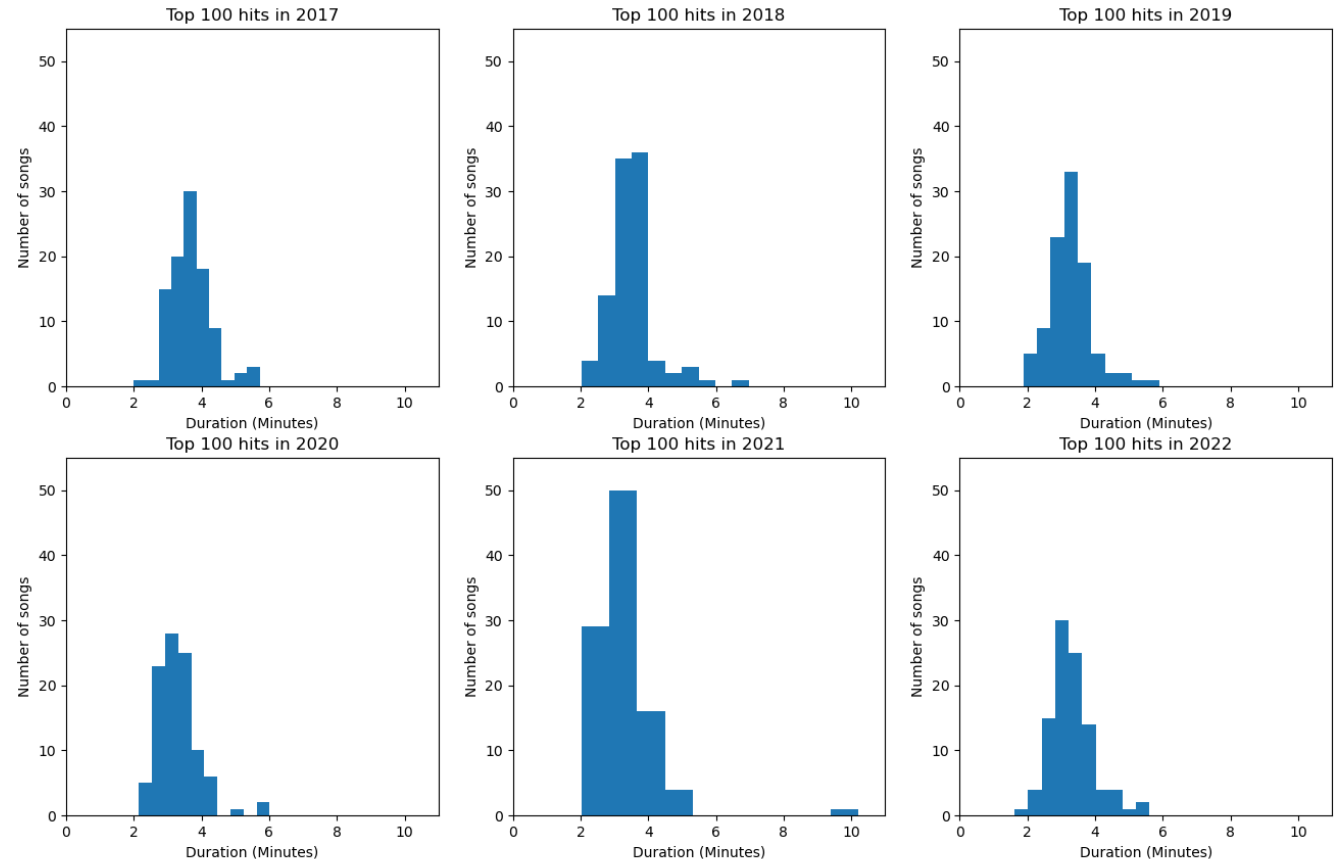 Top 100 hits in 2017
Top 100 hits in 2018
Top 100 hits in 2019
50
40
30
20
10
0
Number of songs
0 2 4 6 8 10
Duration (Minutes)
50
40
30
20
10
0
Number of songs
0 2 4 6 8 10
Duration (Minutes)
50
40
30
20
10
0
Number of songs
0 2 4 6 8 10
Duration (Minutes)
Top 100 hits in 2020
Top 100 hits in 2021
Top 100 hits in 2022
50
40
30
20
10
0
Number of songs
0 2 4 6 8 10
Duration (Minutes)
50
40
30
20
10
0
Number of songs
0 2 4 6 8 10
Duration (Minutes)
50
40
30
20
10
0
Number of songs
0 2 4 6 8 10
Duration (Minutes)